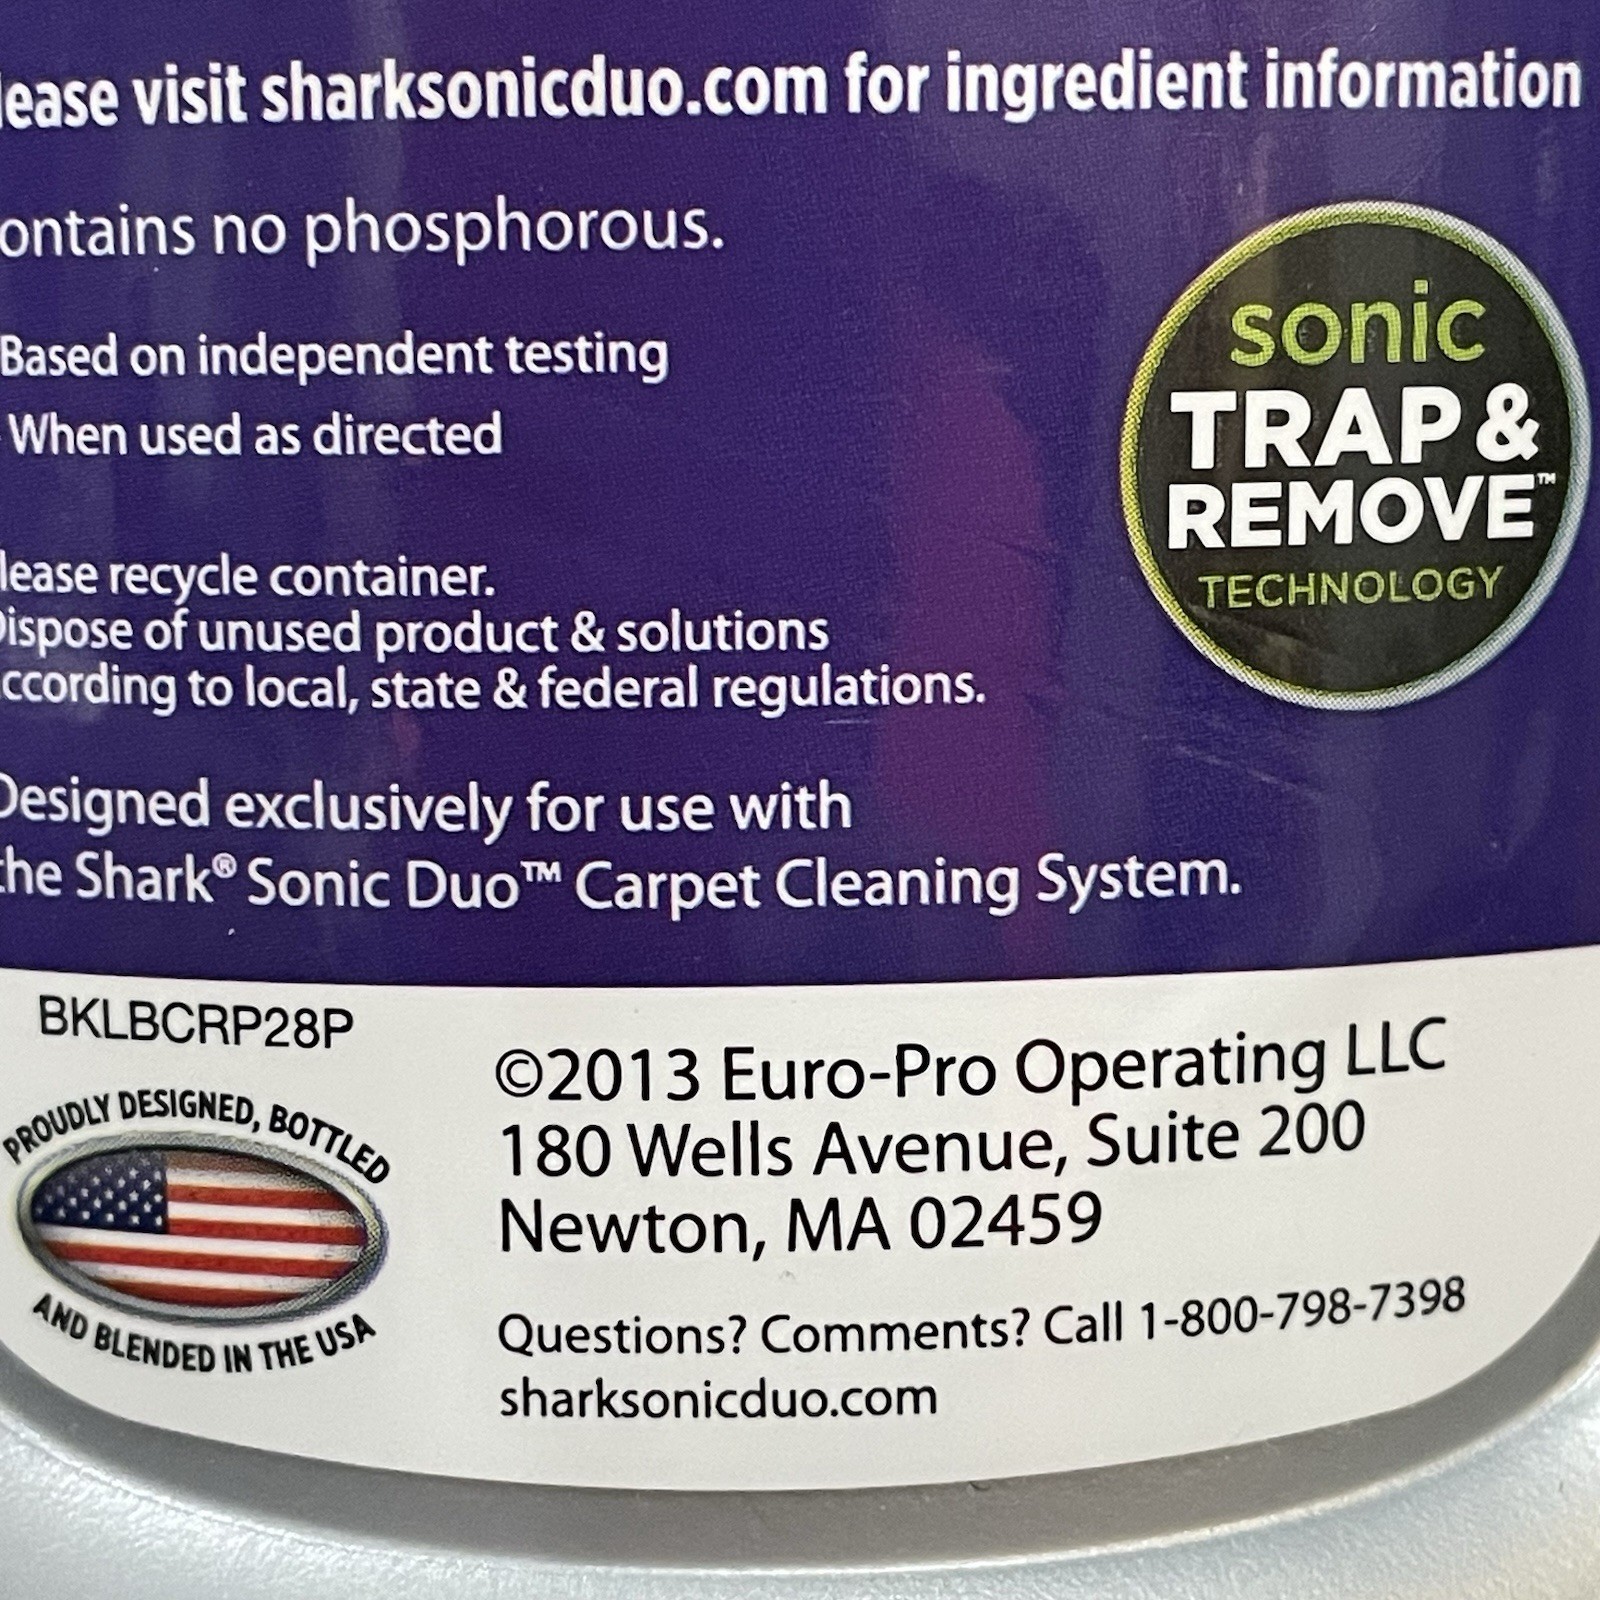 lease visit sharksonicduo.com for ingredient information
ontains no phosphorous.
Based on independent testing
When used as directed
sonic
TRAP &
REMOVE™
TECHNOLOGY
lease recycle container.
Dispose of unused product & solutions
ccording to local, state & federal regulations.
Designed exclusively for use with
the Shark® Sonic Duo™ Carpet Cleaning System.
BKLBCRP28P
PROUDLY DESIGNED, BOTTLED
AND BLENDED IN THE USA
©2013 Euro-Pro Operating LLC
180 Wells Avenue, Suite 200
Newton, MA 02459
Questions? Comments? Call 1-800-798-7398
sharksonicduo.com